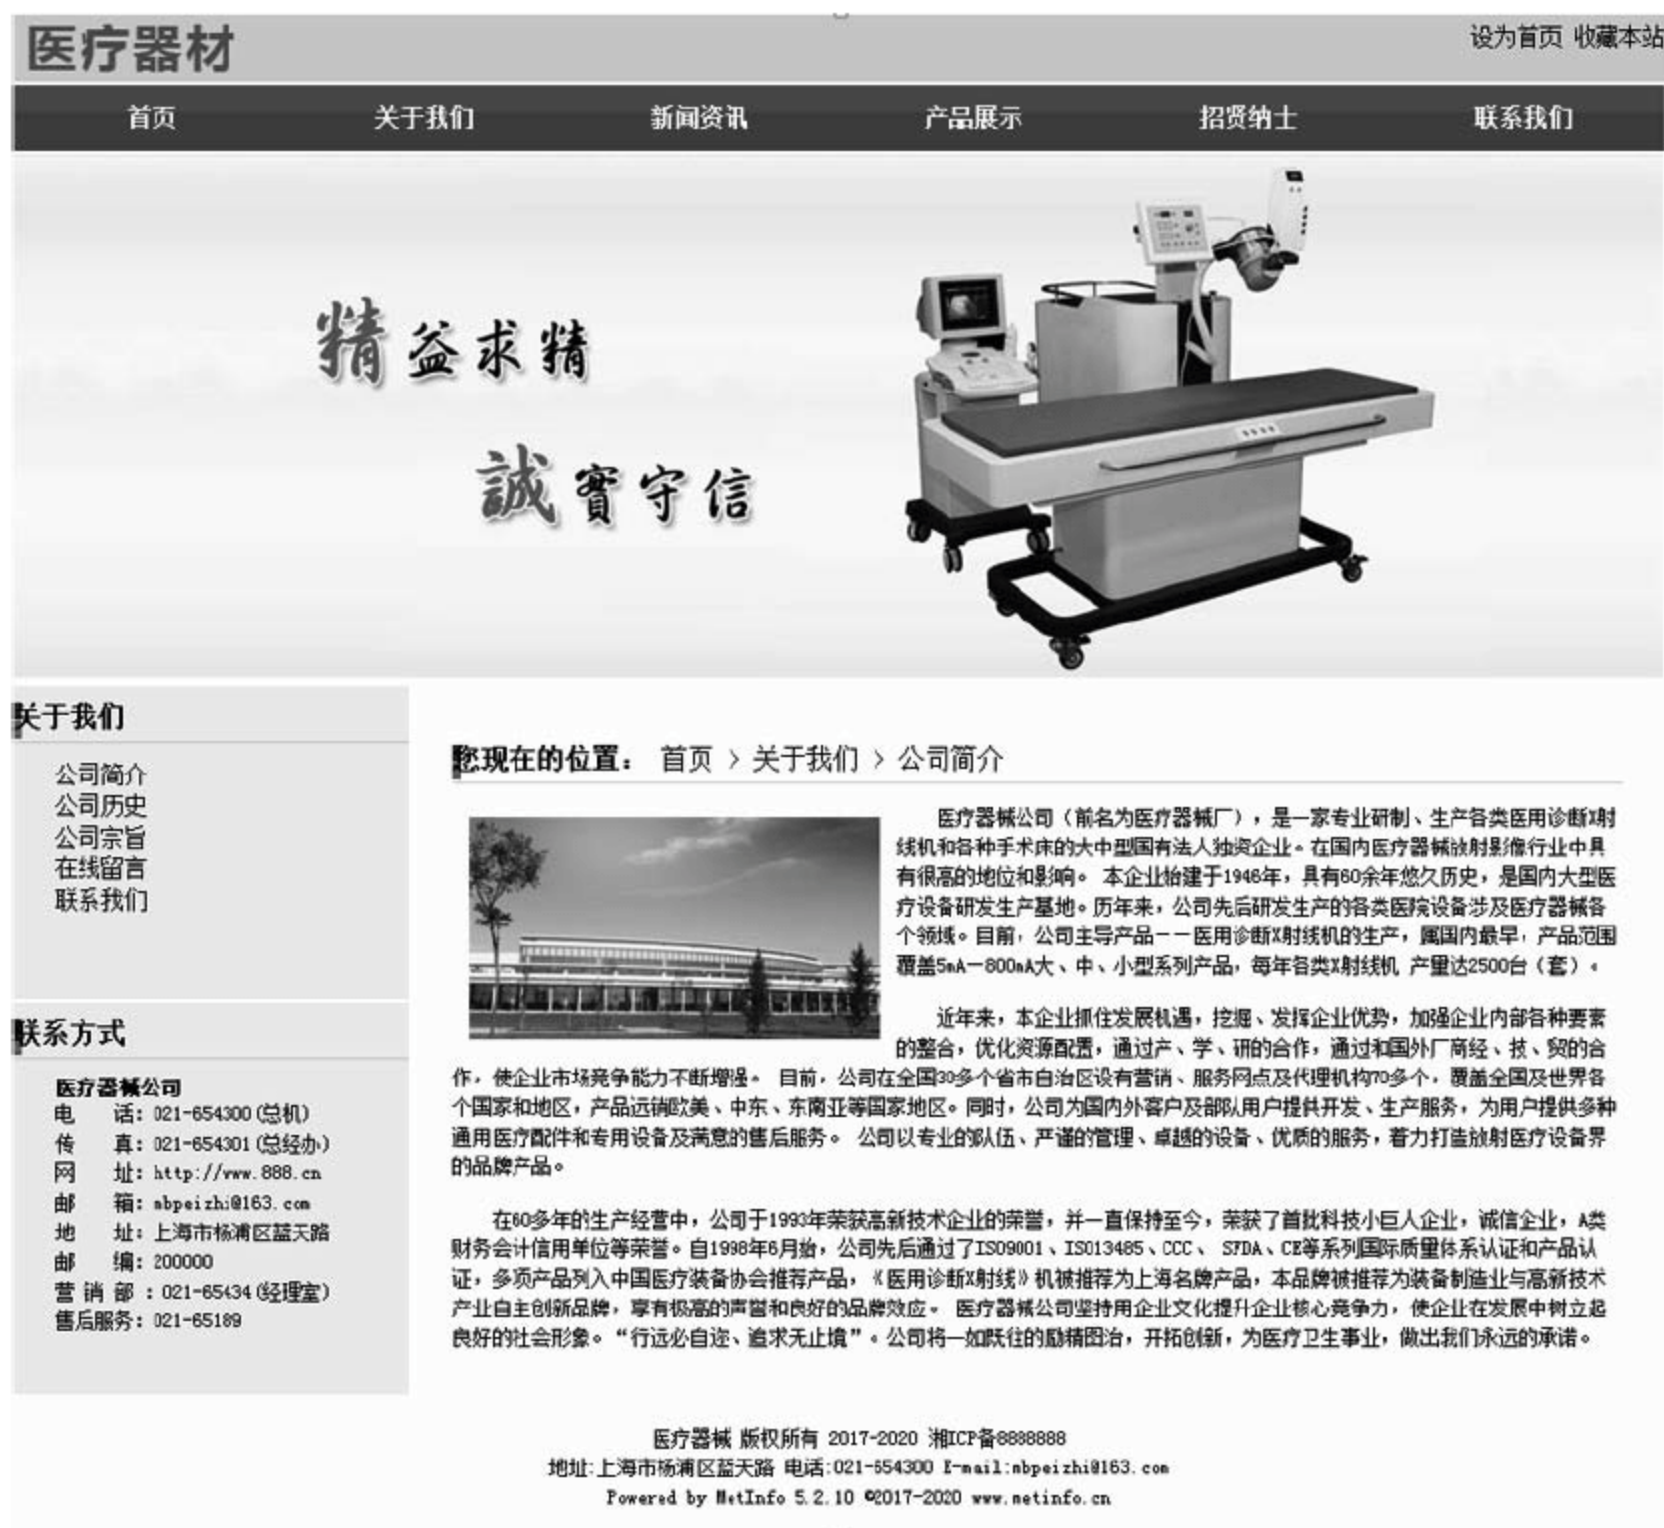 医疗器材
设为首页 收藏本站
首页 关于我们 新闻资讯 产品展示 招贤纳士 联系我们
精益求精
誠實守信
关于我们
公司简介
公司历史
公司宗旨
在线留言
联系我们
联系方式
医疗器械公司
电 话：021-654300(总机)
传 真：021-654301(总经办)
网 址：http://www.888.cn
邮 箱：mbpeizhi@163.com
地 址：上海市杨浦区蓝天路
邮 编：200000
营 销 部 ：021-65434(经理室)
售后服务：021-65189
您现在的位置： 首页 > 关于我们 > 公司简介
医疗器械公司（前名为医疗器械厂），是一家专业研制、生产各类医用诊断X射
线机和各种手术床的大中型国有法人独资企业。在国内医疗器械放射影像行业中具
有很高的地位和影响。 本企业始建于1946年，具有60余年悠久历史，是国内大型医
疗设备研发生产基地。历年来，公司先后研发生产的各类医院设备涉及医疗器械各
个领域。目前，公司主导产品——医用诊断X射线机的生产，属国内最早，产品范围
覆盖5mA—800mA大、中、小型系列产品，每年各类X射线机 产量达2500台（套）。
近年来，本企业抓住发展机遇，挖掘、发挥企业优势，加强企业内部各种要素
的整合，优化资源配置，通过产、学、研的合作，通过和国外厂商经、技、贸的合
作，使企业市场竞争能力不断增强。 目前，公司在全国30多个省市自治区设有营销、服务网点及代理机构70多个，覆盖全国及世界各
个国家和地区，产品远销欧美、中东、东南亚等国家地区。同时，公司为国内外客户及部队用户提供开发、生产服务，为用户提供多种
通用医疗配件和专用设备及满意的售后服务。 公司以专业的队伍、严谨的管理、卓越的设备、优质的服务，着力打造放射医疗设备界
的品牌产品。
在60多年的生产经营中，公司于1993年荣获高新技术企业的荣誉，并一直保持至今，荣获了首批科技小巨人企业，诚信企业，A类
财务会计信用单位等荣誉。自1998年6月始，公司先后通过了ISO9001、ISO13485、CCC、 SFDA、CE等系列国际质量体系认证和产品认
证，多项产品列入中国医疗装备协会推荐产品，《医用诊断X射线》机被推荐为上海名牌产品，本品牌被推荐为装备制造业与高新技术
产业自主创新品牌，享有极高的声誉和良好的品牌效应。 医疗器械公司坚持用企业文化提升企业核心竞争力，使企业在发展中树立起
良好的社会形象。“行远必自迩、追求无止境”。公司将一如既往的励精图治，开拓创新，为医疗卫生事业，做出我们永远的承诺。
医疗器械 版权所有 2017-2020 湘ICP备8888888
地址:上海市杨浦区蓝天路 电话:021-654300 E-mail:mbpeizhi@163.com
Powered by MetInfo 5.2.10 ©2017-2020 www.metinfo.cn